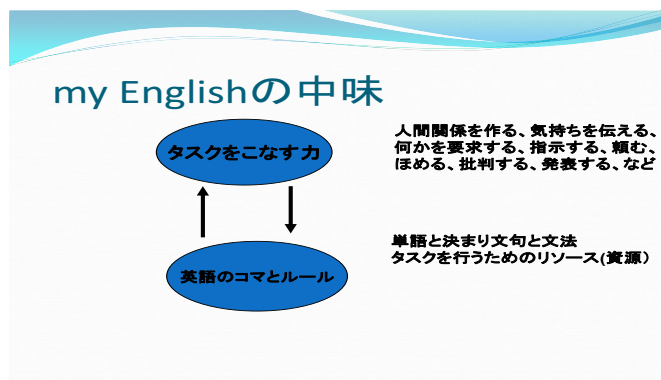 my Englishの中味
タスクをこなす力
人間関係を作る、気持ちを伝える、
何かを要求する、指示する、頼む、
ほめる、批判する、発表する、など
英語のコマとルール
単語と決まり文句と文法
タスクを行うためのリソース(資源）